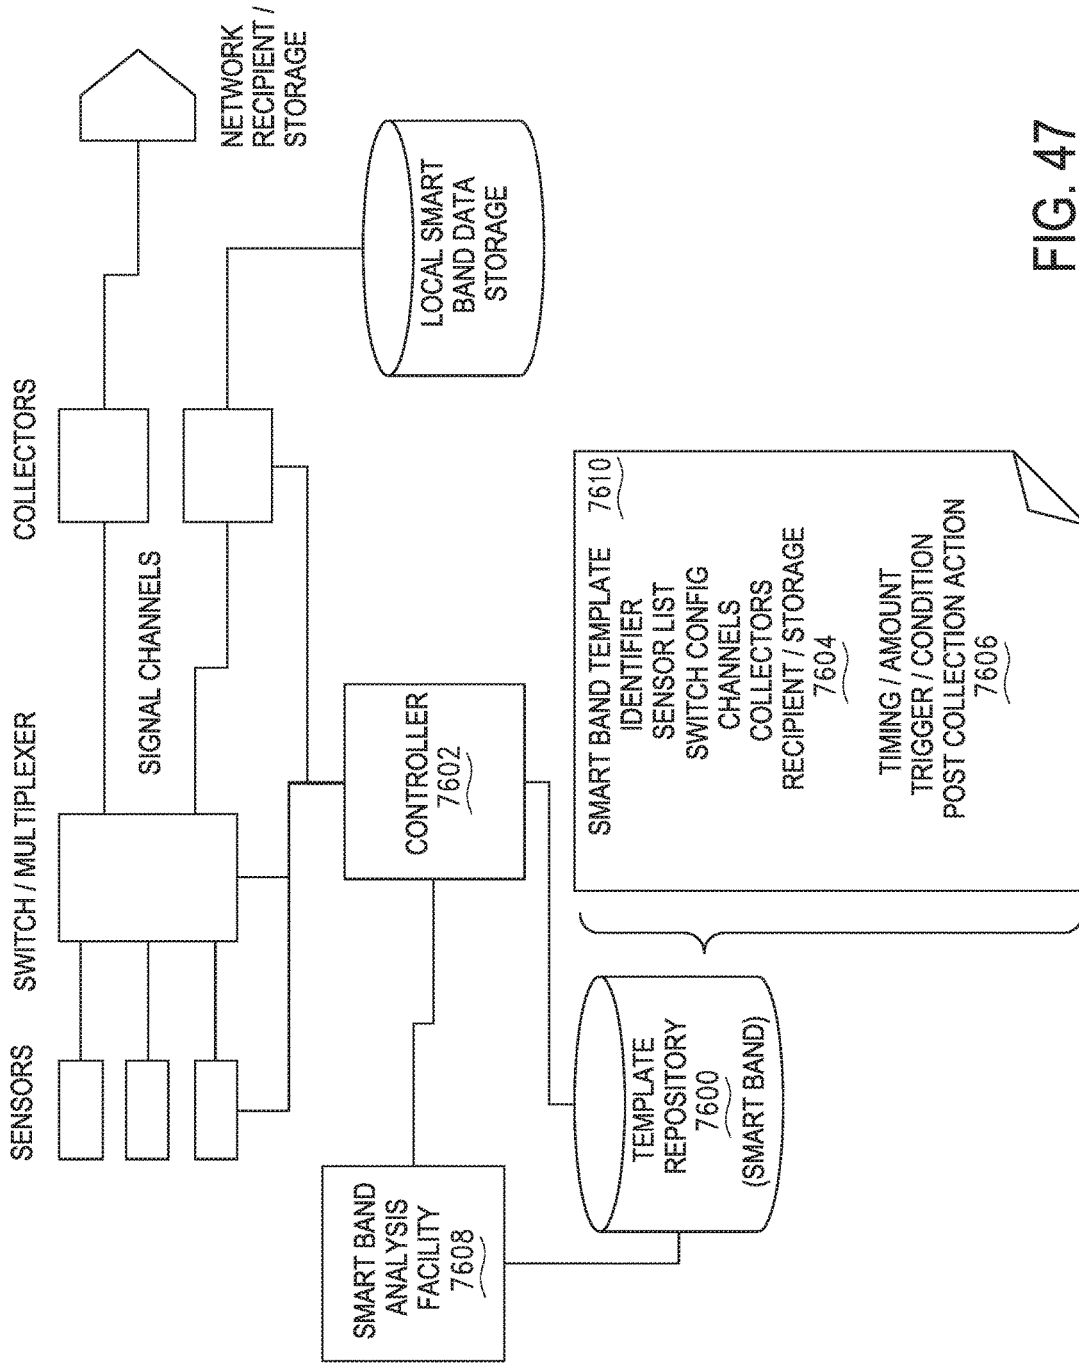 SENSORS
SWITCH / MULTIPLEXER
COLLECTORS
SIGNAL CHANNELS
NETWORK
RECIPIENT /
STORAGE
SMART BAND
ANALYSIS
FACILITY
7608
CONTROLLER
7602
LOCAL SMART
BAND DATA
STORAGE
TEMPLATE
REPOSITORY
7600
(SMART BAND)
SMART BAND TEMPLATE 7610
IDENTIFIER
SENSOR LIST
SWITCH CONFIG
CHANNELS
COLLECTORS
RECIPIENT / STORAGE
7604
TIMING / AMOUNT
TRIGGER / CONDITION
POST COLLECTION ACTION
7606
FIG. 47